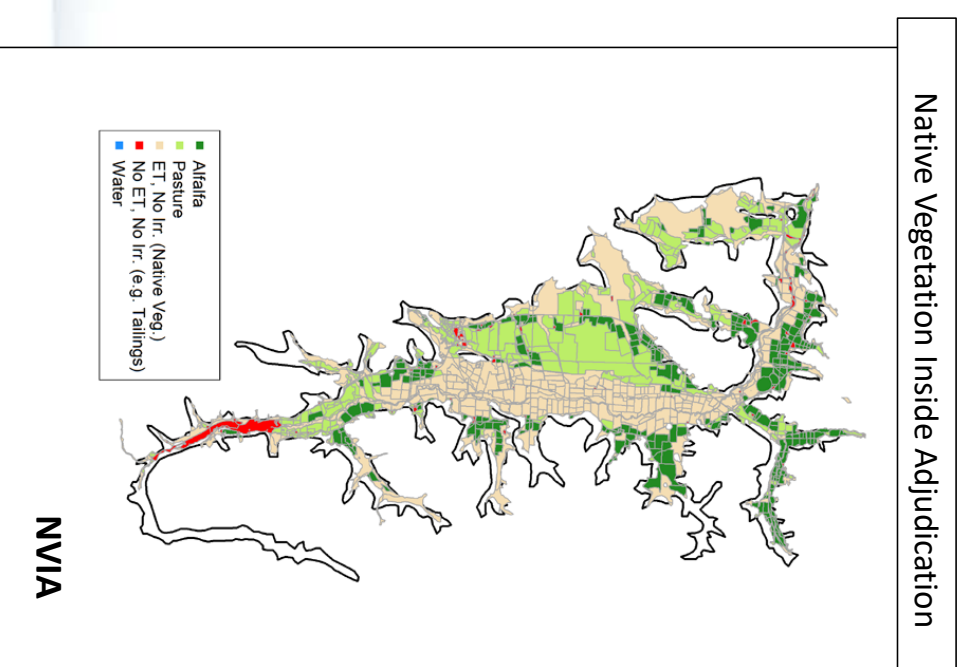 Native Vegetation Inside Adjudication
Alfalfa
Pasture
ET, No Irr. (Native Veg.)
No ET, No Irr. (e.g. Tailings)
Water
NVIA